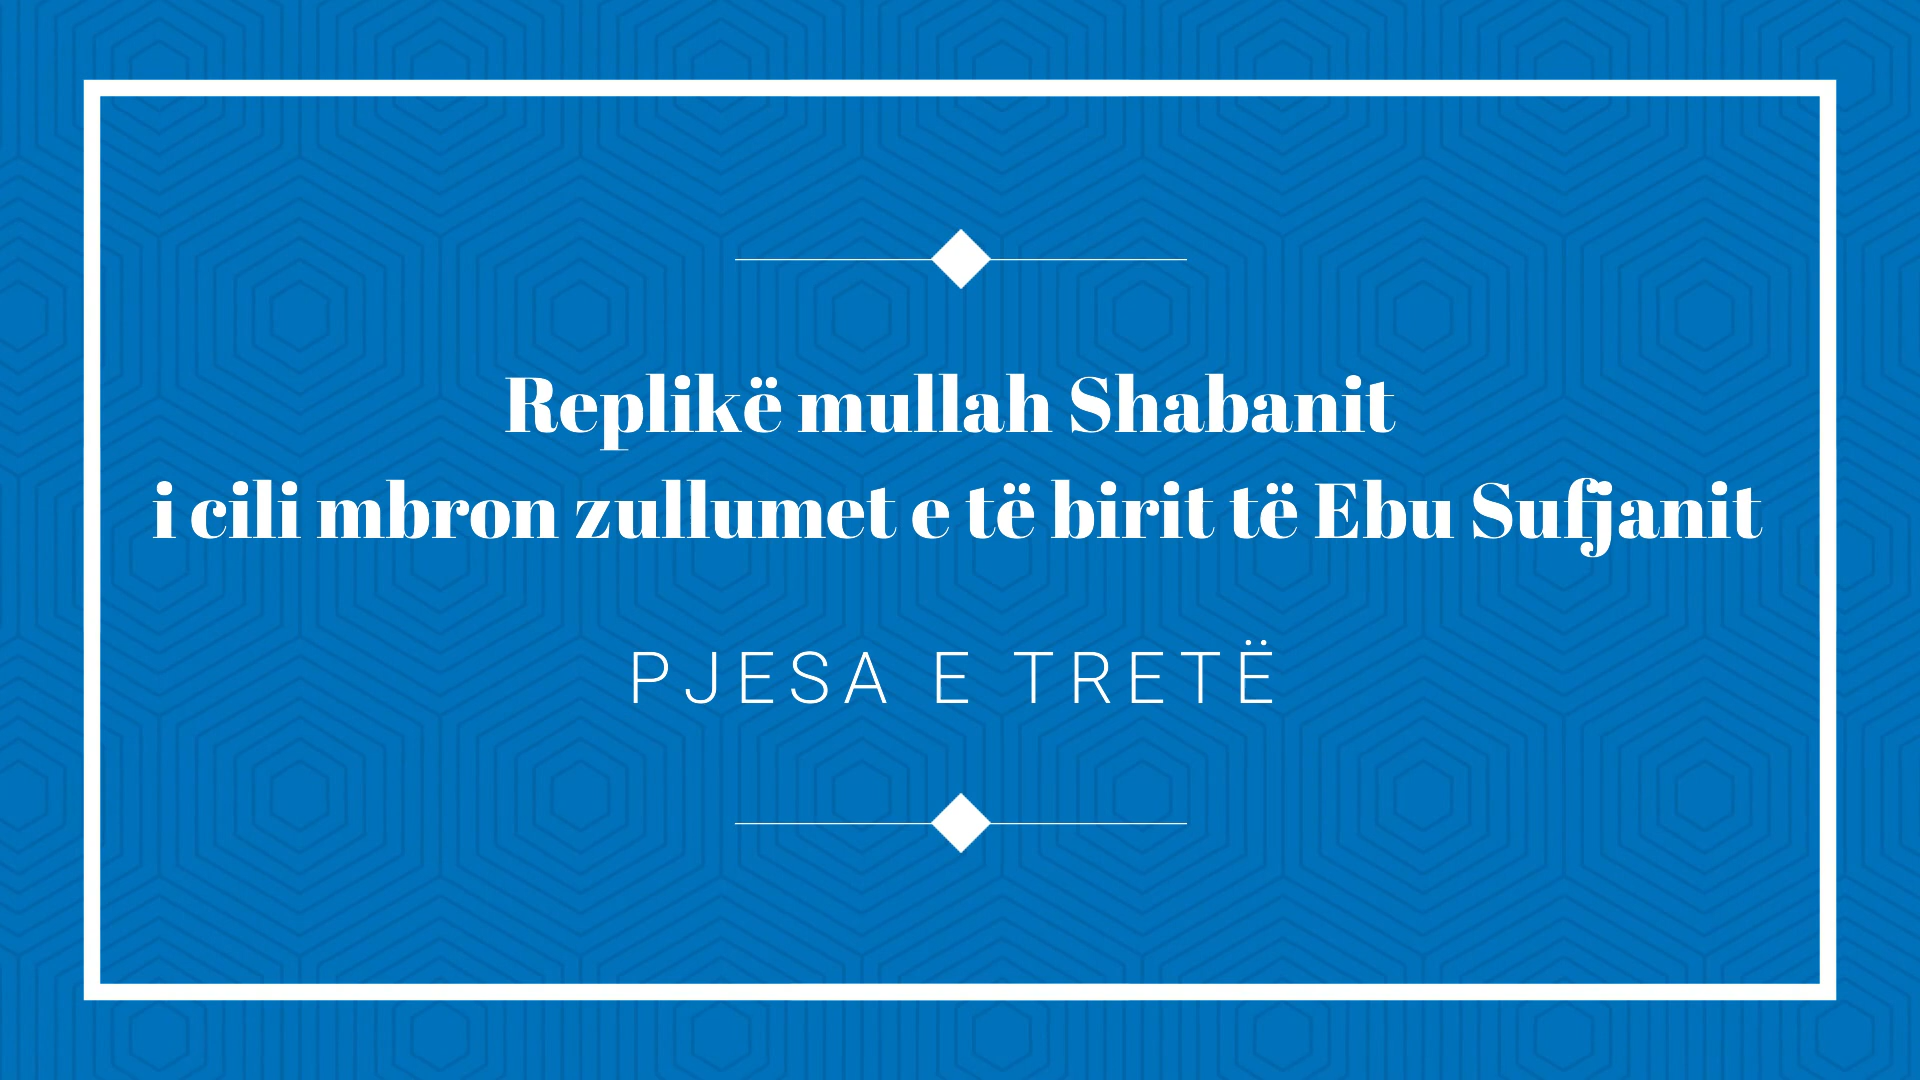 Replikë mullah Shabanit
i cili mbron zullumet e të birit të Ebu Sufjanit
PJESA E TRETË